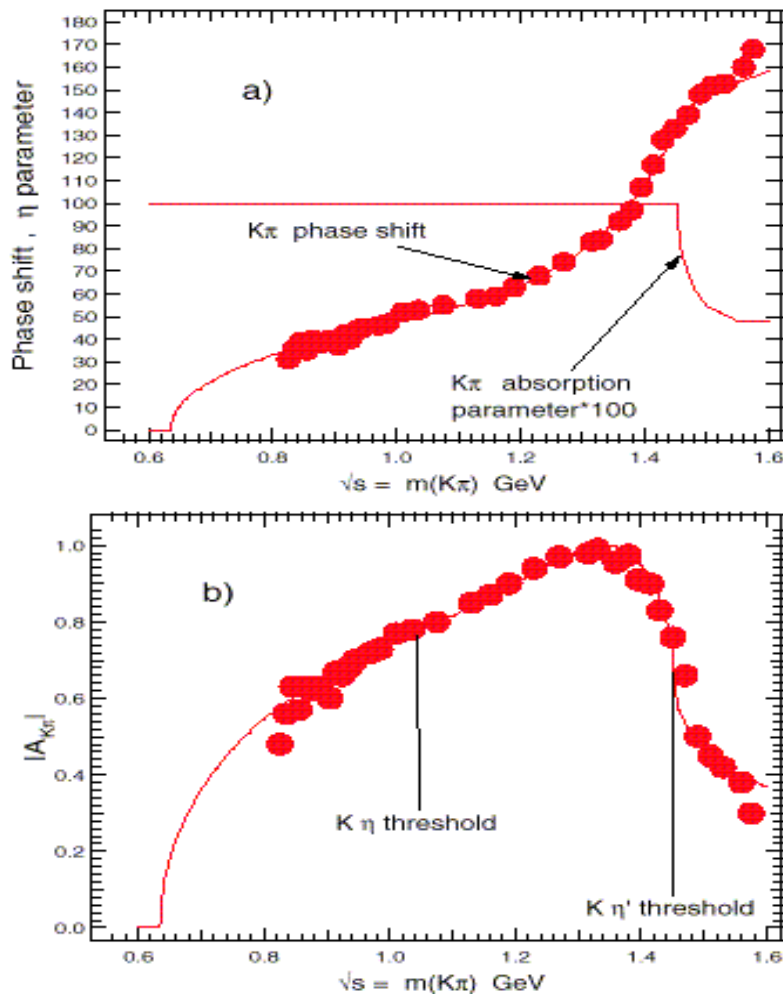 180
170
160
150
140
130
120
110
100
90
80
70
60
50
40
30
20
10
0
Phase shift , η parameter
a)
Kπ phase shift
Kπ absorption
parameter*100
0.6 0.8 1.0 1.2 1.4 1.6
√s = m(Kπ) GeV
1.0
0.8
0.6
0.4
0.2
0.0
|A_Kπ|
b)
K η threshold
K η' threshold
0.6 0.8 1.0 1.2 1.4 1.6
√s = m(Kπ) GeV